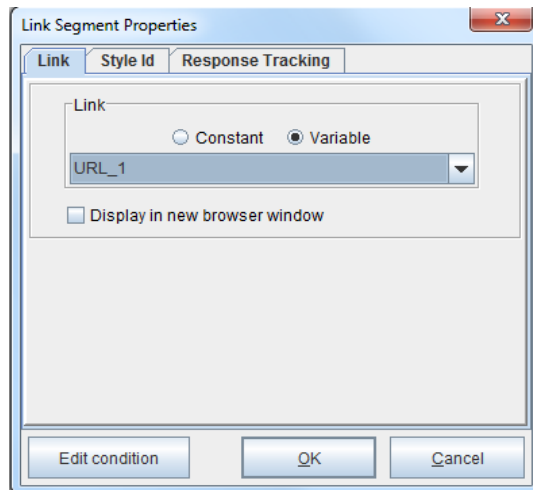 Link Segment Properties
Link Style Id Response Tracking
Link
Constant Variable
URL_1
Display in new browser window
Edit condition OK Cancel